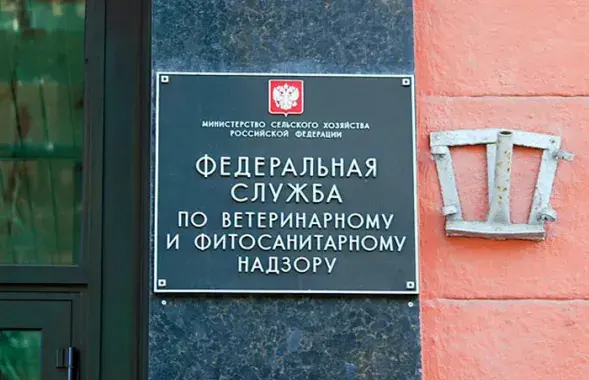 МИНИСТЕРСТВО СЕЛЬСКОГО ХОЗЯЙСТВА
РОССИЙСКОЙ ФЕДЕРАЦИИ
ФЕДЕРАЛЬНАЯ
СЛУЖБА
ПО ВЕТЕРИНАРНОМУ
И ФИТОСАНИТАРНОМУ
НАДЗОРУ